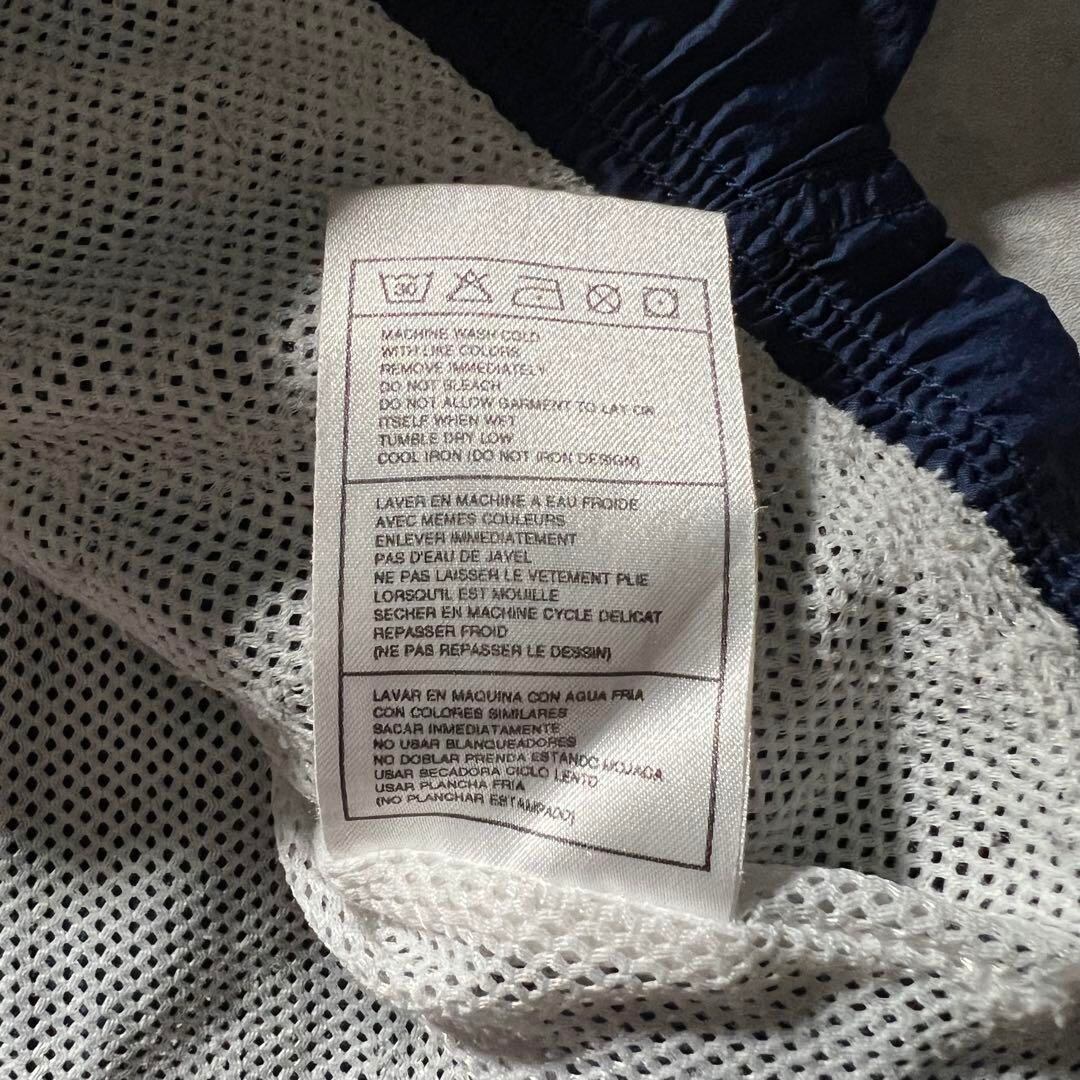 30
MACHINE WASH COLD
WITH LIKE COLORS
REMOVE IMMEDIATELY
DO NOT BLEACH
DO NOT ALLOW GARMENT TO LAY ON
ITSELF WHEN WET
TUMBLE DRY LOW
COOL IRON (DO NOT IRON DESIGN)
LAVER EN MACHINE A EAU FROIDE
AVEC MEMES COULEURS
ENLEVER IMMEDIATEMENT
PAS D'EAU DE JAVEL
NE PAS LAISSER LE VETEMENT PLIE
LORSQU'IL EST MOUILLE
SECHER EN MACHINE CYCLE DELICAT
REPASSER FROID
(NE PAS REPASSER LE DESSIN)
LAVAR EN MAQUINA CON AGUA FRIA
CON COLORES SIMILARES
SACAR IMMEDIATAMENTE
NO USAR BLANQUEADORES
NO DOBLAR PRENDA ESTANDO MOJADA
USAR SECADORA CICLO LENTO
USAR PLANCHA FRIA
(NO PLANCHAR ESTAMPADO)